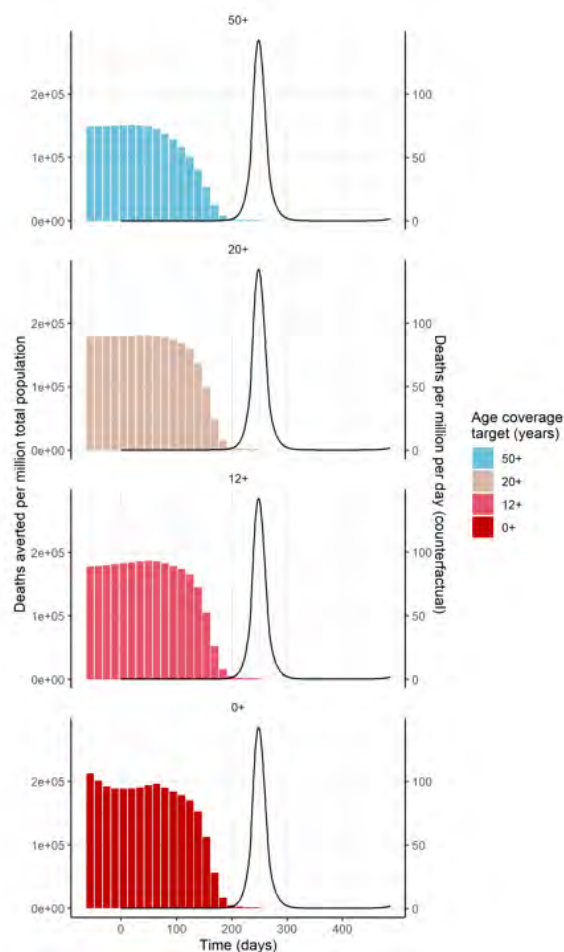 50+
2e+05
1e+05
0e+00
100
50
0
20+
2e+05
1e+05
0e+00
100
50
0
Deaths averted per million total population
Deaths per million per day (counterfactual)
Age coverage
target (years)
50+
20+
12+
0+
12+
2e+05
1e+05
0e+00
100
50
0
0+
2e+05
1e+05
0e+00
100
50
0
0
100
200
300
400
Time (days)